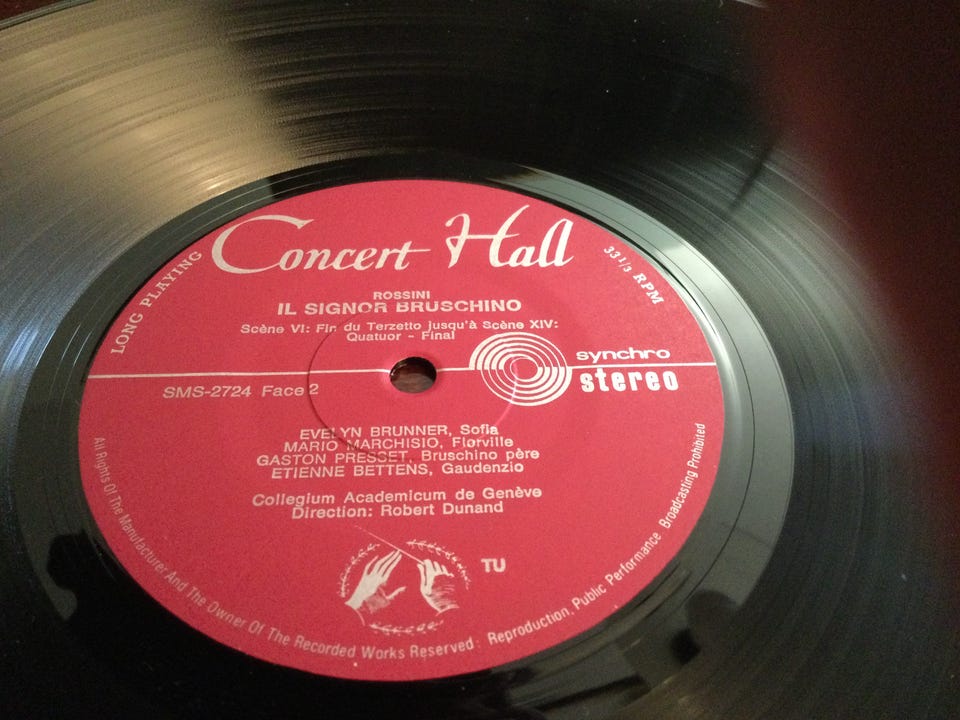 Concert Hall
LONG PLAYING
33 1/3 RPM
ROSSINI
IL SIGNOR BRUSCHINO
Scène VI: Fin du Terzetto jusqu'à Scène XIV:
Quatuor - Final
synchro
stereo
SMS-2724 Face 2
EVELYN BRUNNER, Sofia
MARIO MARCHISIO, Florville
GASTON PRESSET, Bruschino père
ETIENNE BETTENS, Gaudenzio
Collegium Academicum de Genève
Direction: Robert Dunand
TU
All Rights Of The Manufacturer And The Owner Of The Recorded Works Reserved: Reproduction, Public Performance Broadcasting Prohibited